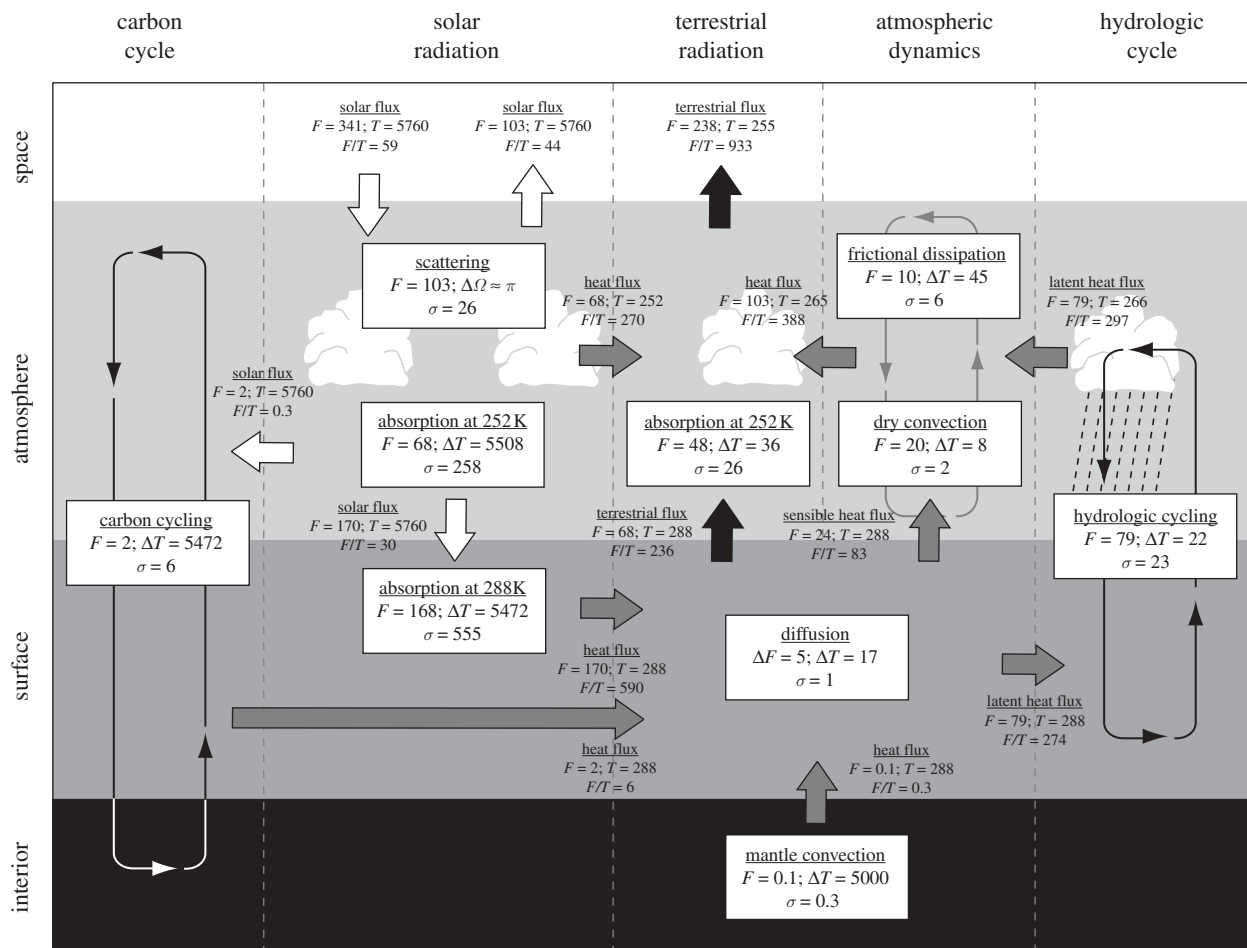 carbon
cycle
solar
radiation
terrestrial
radiation
atmospheric
dynamics
hydrologic
cycle
space
atmosphere
surface
interior
solar flux
F = 341; T = 5760
F/T = 59
solar flux
F = 103; T = 5760
F/T = 44
terrestrial flux
F = 238; T = 255
F/T = 933
scattering
F = 103; ΔΩ ≈ π
σ = 26
heat flux
F = 68; T = 252
F/T = 270
heat flux
F = 103; T = 265
F/T = 388
frictional dissipation
F = 10; ΔT = 45
σ = 6
latent heat flux
F = 79; T = 266
F/T = 297
solar flux
F = 2; T = 5760
F/T = 0.3
absorption at 252K
F = 68; ΔT = 5508
σ = 258
absorption at 252K
F = 48; ΔT = 36
σ = 26
dry convection
F = 20; ΔT = 8
σ = 2
carbon cycling
F = 2; ΔT = 5472
σ = 6
solar flux
F = 170; T = 5760
F/T = 30
terrestrial flux
F = 68; T = 288
F/T = 236
sensible heat flux
F = 24; T = 288
F/T = 83
hydrologic cycling
F = 79; ΔT = 22
σ = 23
absorption at 288K
F = 168; ΔT = 5472
σ = 555
heat flux
F = 170; T = 288
F/T = 590
diffusion
ΔF = 5; ΔT = 17
σ = 1
latent heat flux
F = 79; T = 288
F/T = 274
heat flux
F = 2; T = 288
F/T = 6
heat flux
F = 0.1; T = 288
F/T = 0.3
mantle convection
F = 0.1; ΔT = 5000
σ = 0.3